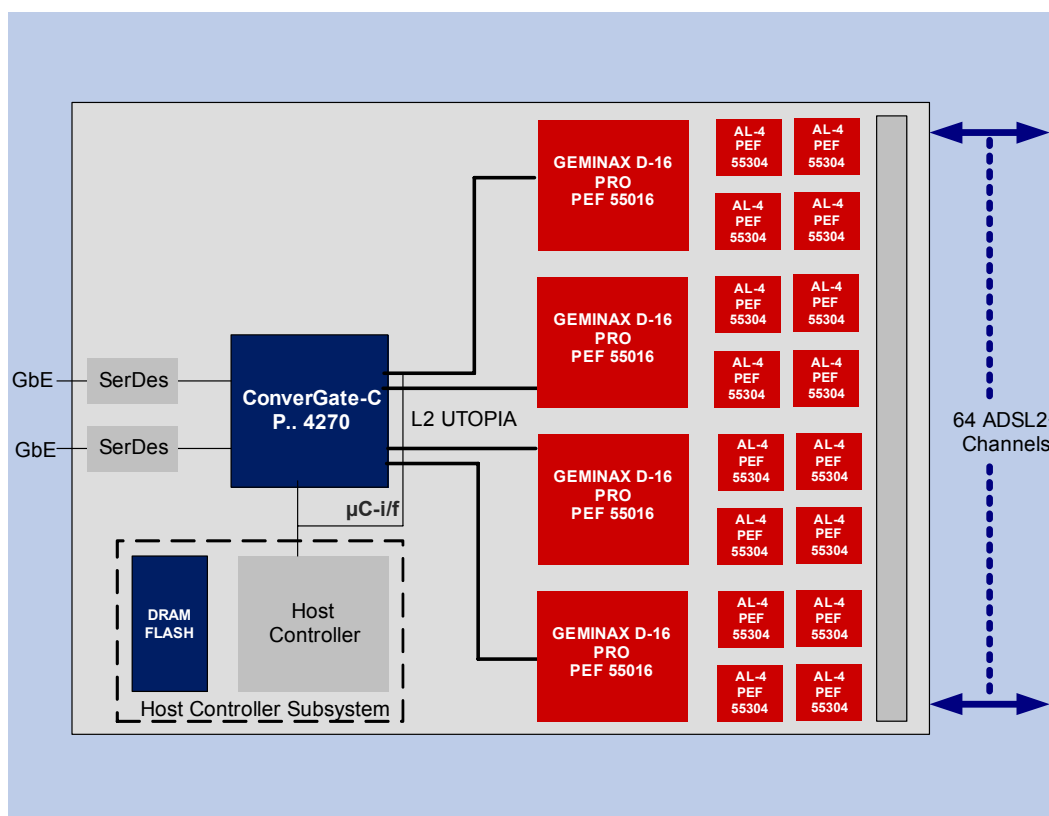 GEMINAX D-16
PRO
PEF 55016
AL-4
PEF
55304
AL-4
PEF
55304
AL-4
PEF
55304
AL-4
PEF
55304
GEMINAX D-16
PRO
PEF 55016
AL-4
PEF
55304
AL-4
PEF
55304
AL-4
PEF
55304
AL-4
PEF
55304
GbE
SerDes
GbE
SerDes
ConverGate-C
P.. 4270
L2 UTOPIA
µC-i/f
64 ADSL2
Channels
GEMINAX D-16
PRO
PEF 55016
AL-4
PEF
55304
AL-4
PEF
55304
AL-4
PEF
55304
AL-4
PEF
55304
DRAM
FLASH
Host
Controller
Host Controller Subsystem
GEMINAX D-16
PRO
PEF 55016
AL-4
PEF
55304
AL-4
PEF
55304
AL-4
PEF
55304
AL-4
PEF
55304